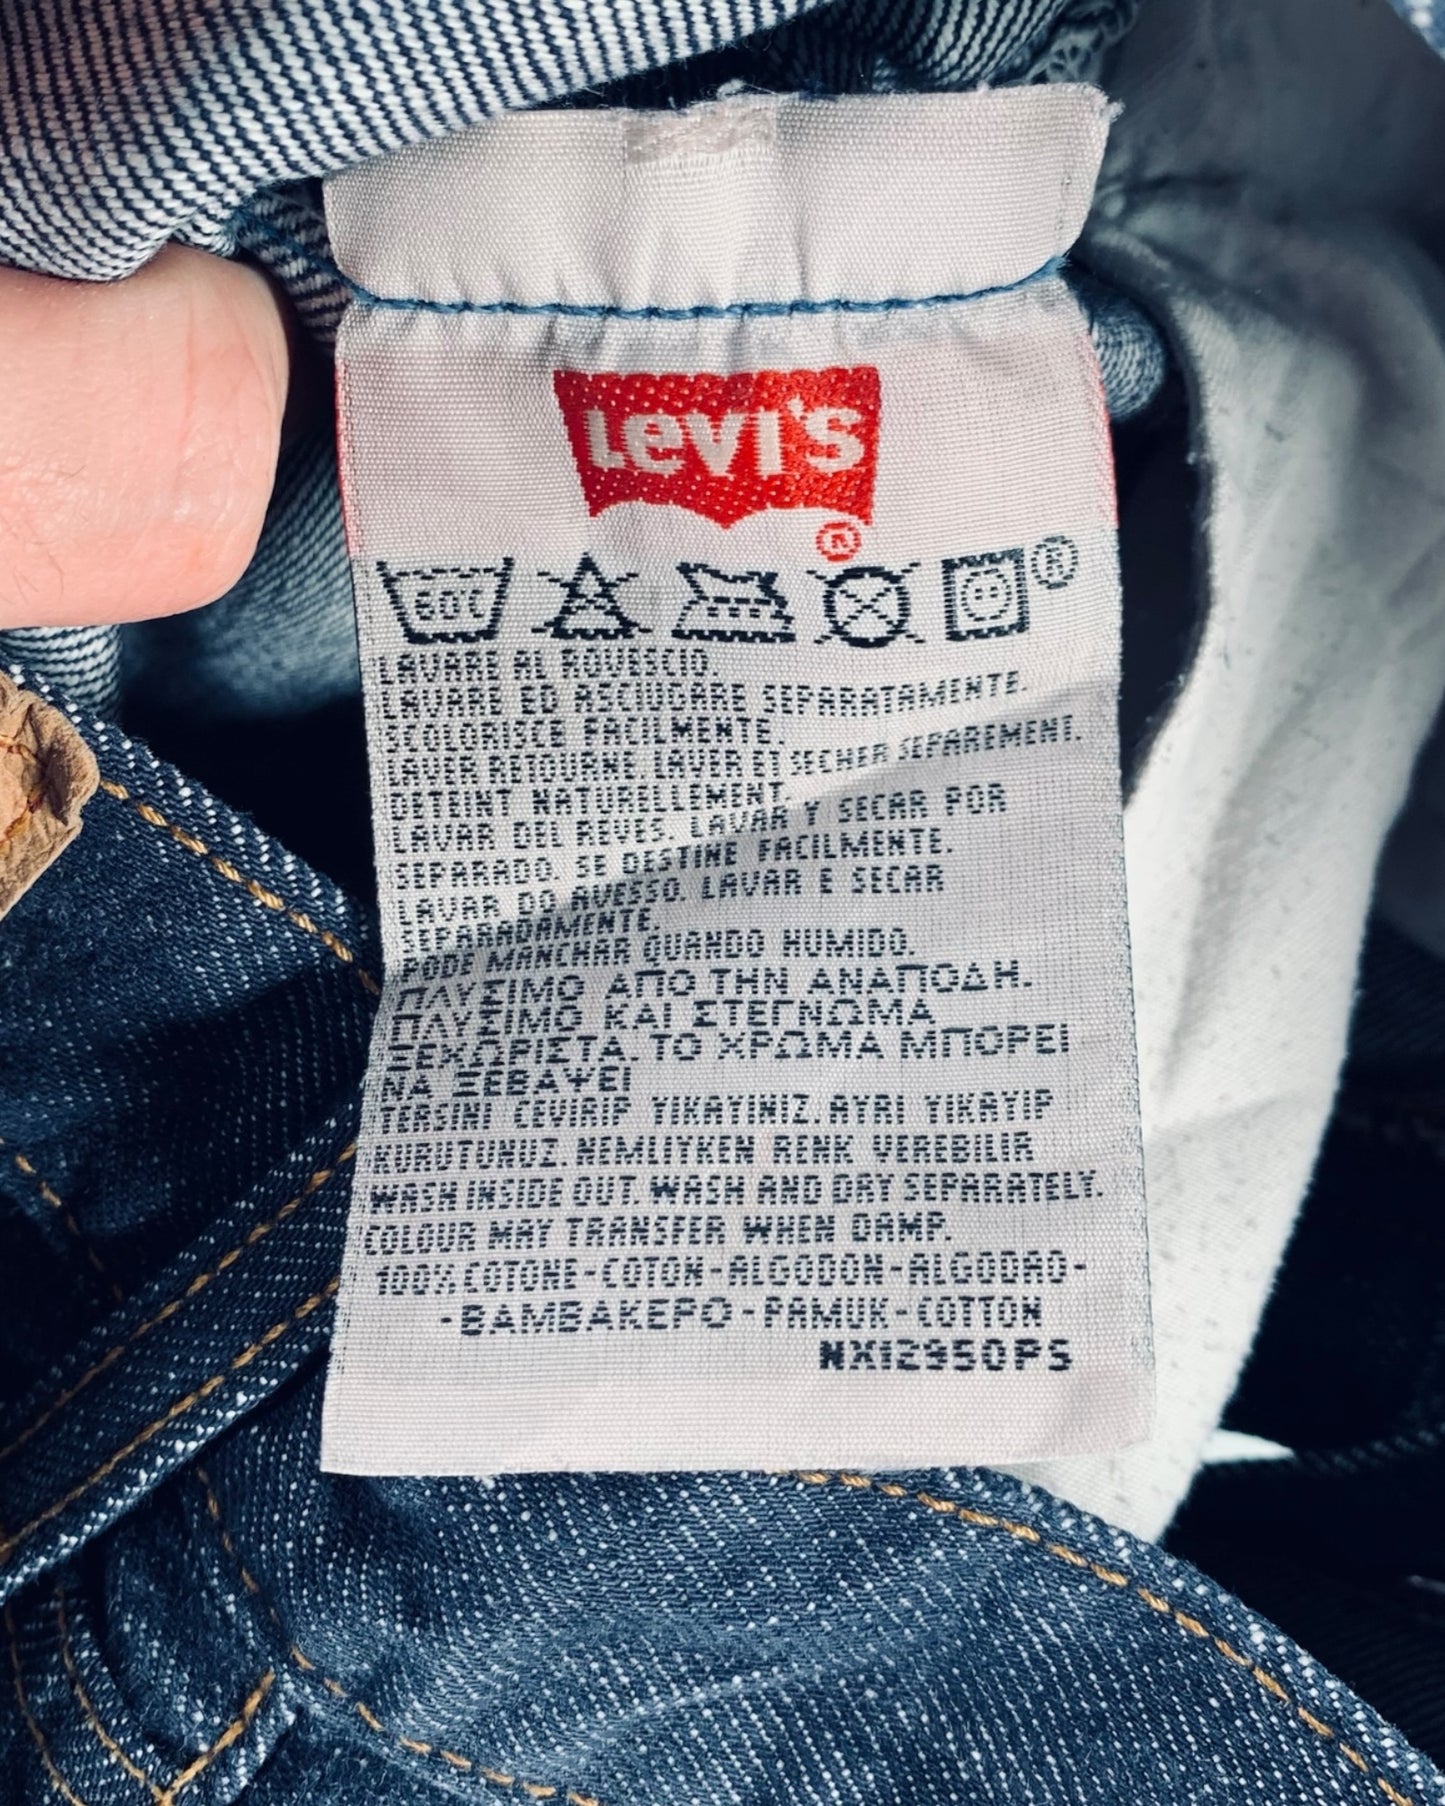 Levi's
®
60°C
®
LAVARE AL ROVESCIO.
LAVARE ED ASCIUGARE SEPARATAMENTE.
SCOLORISCE FACILMENTE.
LAVER RETOURNE. LAVER ET SECHER SEPAREMENT.
DETEINT NATURELLEMENT.
LAVAR DEL REVES. LAVAR Y SECAR POR
SEPARADO. SE DESTINE FACILMENTE.
LAVAR DO AVESSO. LAVAR E SECAR
SEPARADAMENTE.
PODE MANCHAR QUANDO HUMIDO.
ΠΛΥΣΙΜΟ ΑΠΟ ΤΗΝ ΑΝΑΠΟΔΗ.
ΠΛΥΣΙΜΟ ΚΑΙ ΣΤΕΓΝΩΜΑ
ΞΕΧΩΡΙΣΤΑ. ΤΟ ΧΡΩΜΑ ΜΠΟΡΕΙ
ΝΑ ΞΕΒΑΨΕΙ
TERSINI CEVIRIP YIKAYINIZ. AYRI YIKAYIP
KURUTUNUZ. NEMLIYKEN RENK VEREBILIR
WASH INSIDE OUT. WASH AND DRY SEPARATELY.
COLOUR MAY TRANSFER WHEN DAMP.
100% COTONE-COTON-ALGODON-ALGODAO-
-BAMBAKEPO-PAMUK-COTTON
NX12950PS